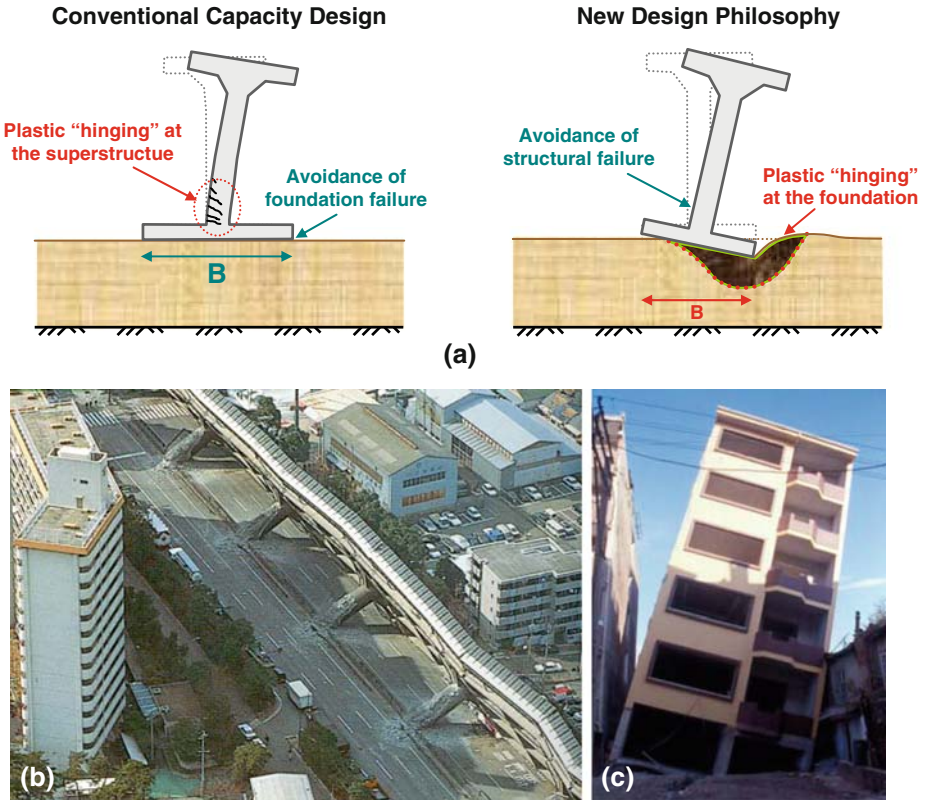 Conventional Capacity Design
New Design Philosophy
Plastic “hinging” at
the superstructue
Avoidance of
foundation failure
B
Avoidance of
structural failure
Plastic “hinging”
at the foundation
B
(a)
(b)
(c)